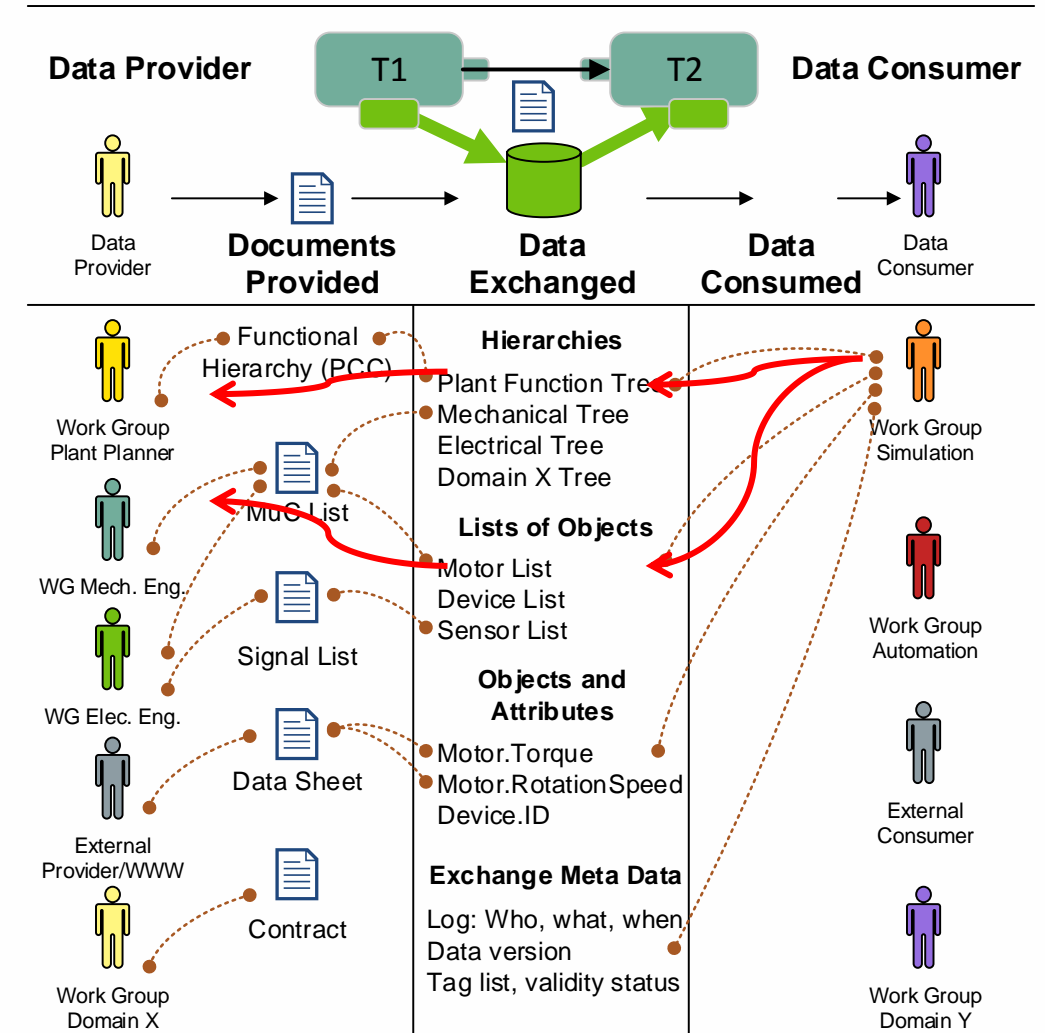 Data Provider
T1
T2
Data Consumer
Data
Provider
Documents
Provided
Data
Exchanged
Data
Consumed
Data
Consumer
Work Group
Plant Planner
WG Mech. Eng.
WG Elec. Eng.
External
Provider/WWW
Work Group
Domain X
Functional
Hierarchy (PCC)
MuC List
Signal List
Data Sheet
Contract
Hierarchies
Plant Function Tree
Mechanical Tree
Electrical Tree
Domain X Tree
Lists of Objects
Motor List
Device List
Sensor List
Objects and
Attributes
Motor.Torque
Motor.RotationSpeed
Device.ID
Exchange Meta Data
Log: Who, what, when
Data version
Tag list, validity status
Work Group
Simulation
Work Group
Automation
External
Consumer
Work Group
Domain Y